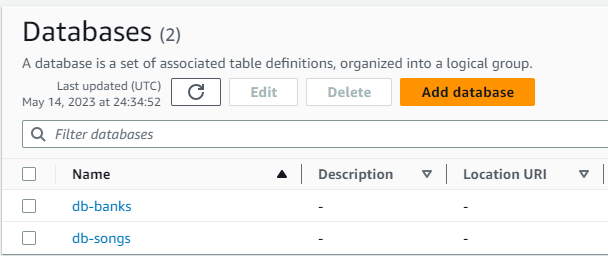 Databases (2)
A database is a set of associated table definitions, organized into a logical group.
Last updated (UTC)
May 14, 2023 at 24:34:52
Edit
Delete
Add database
Filter databases
Name Description Location URI
db-banks - -
db-songs - -